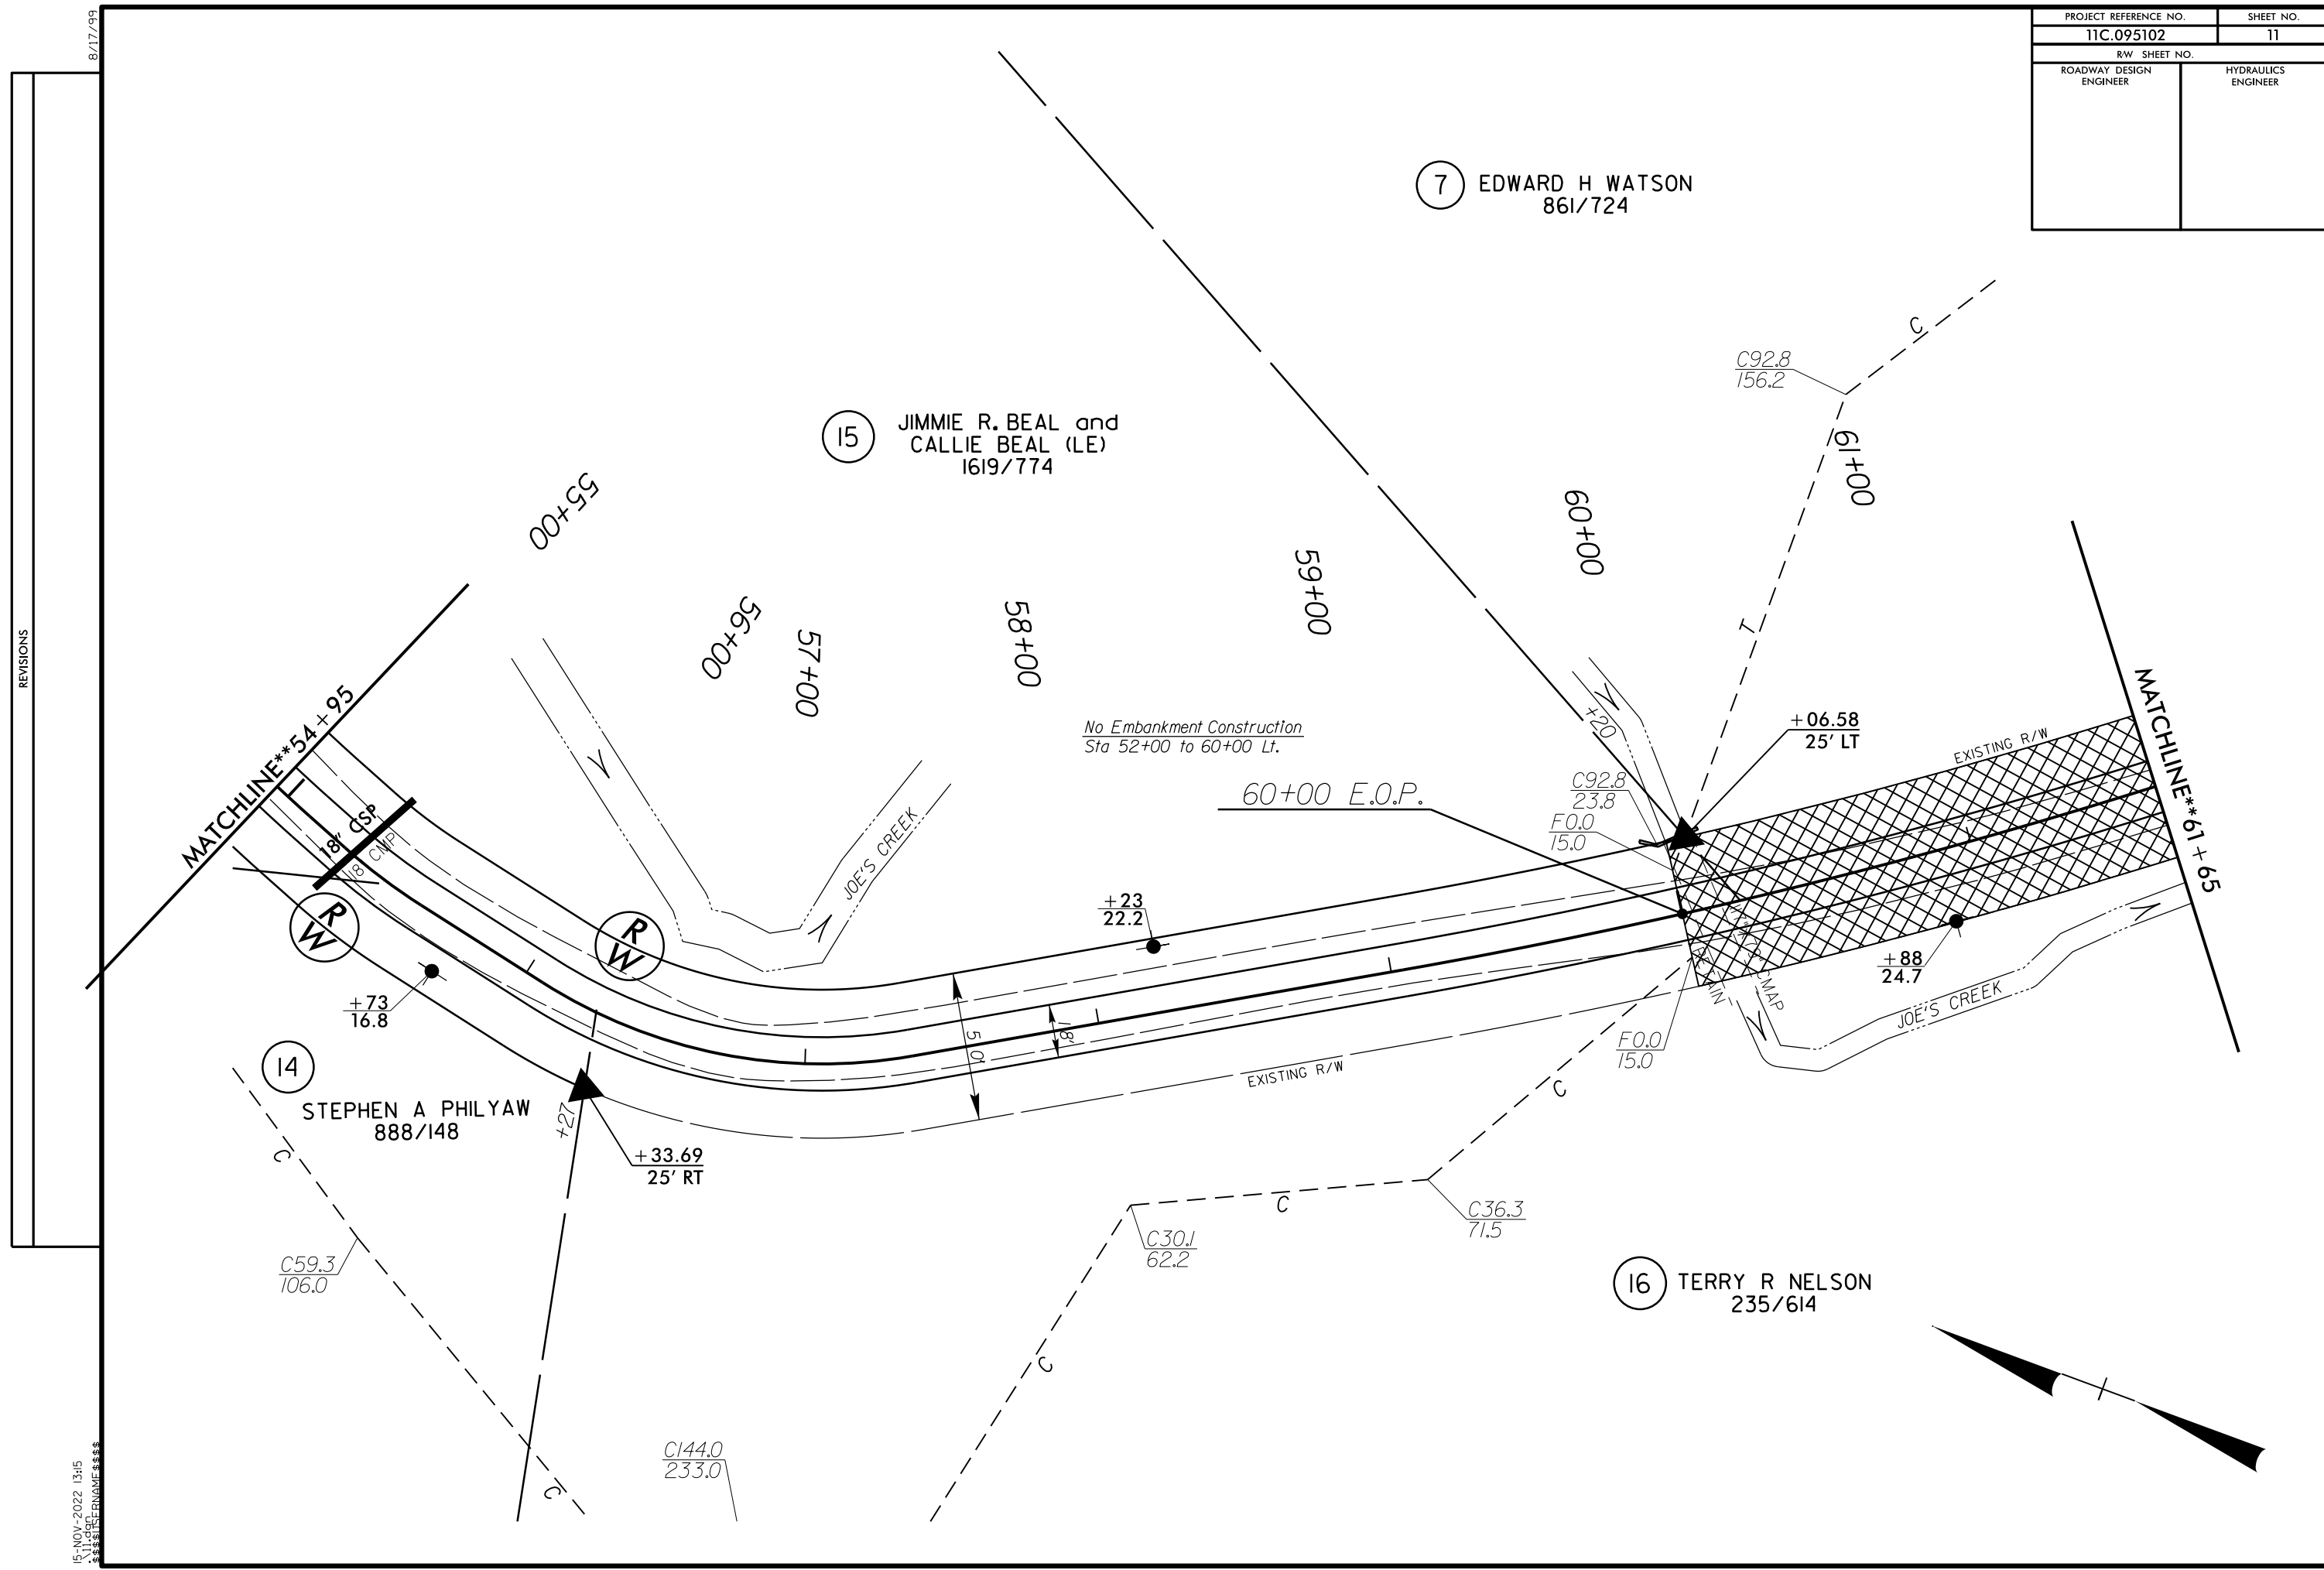 8/17/99
PROJECT REFERENCE NO.
SHEET NO.
11C.095102
11
RW SHEET NO.
ROADWAY DESIGN
ENGINEER
HYDRAULICS
ENGINEER
REVISIONS
7
EDWARD H WATSON
861/724
C
C92.8
156.2
15
JIMMIE R. BEAL and
CALLIE BEAL (LE)
1619/774
55+00
56+00
57+00
58+00
59+00
60+00
61+00
T
MATCHLINE**54+95
MATCHLINE**61+65
No Embankment Construction
Sta 52+00 to 60+00 Lt.
+20
+06.58
25' LT
EXISTING R/W
60+00 E.O.P.
C92.8
23.8
F0.0
15.0
18" CSP
18 CMP
JOE'S CREEK
R
W
R
W
+23
22.2
+88
24.7
+73
16.8
50'
18'
F0.0
15.0
JOE'S CREEK
EXISTING R/W
14
STEPHEN A PHILYAW
888/148
+27
+33.69
25' RT
C
C
C
C36.3
71.5
C30.1
62.2
C59.3
106.0
16
TERRY R NELSON
235/614
C
C
C144.0
233.0
15-NOV-2022 13:15
.\11.dgn
$$$$USERNAME$$$$